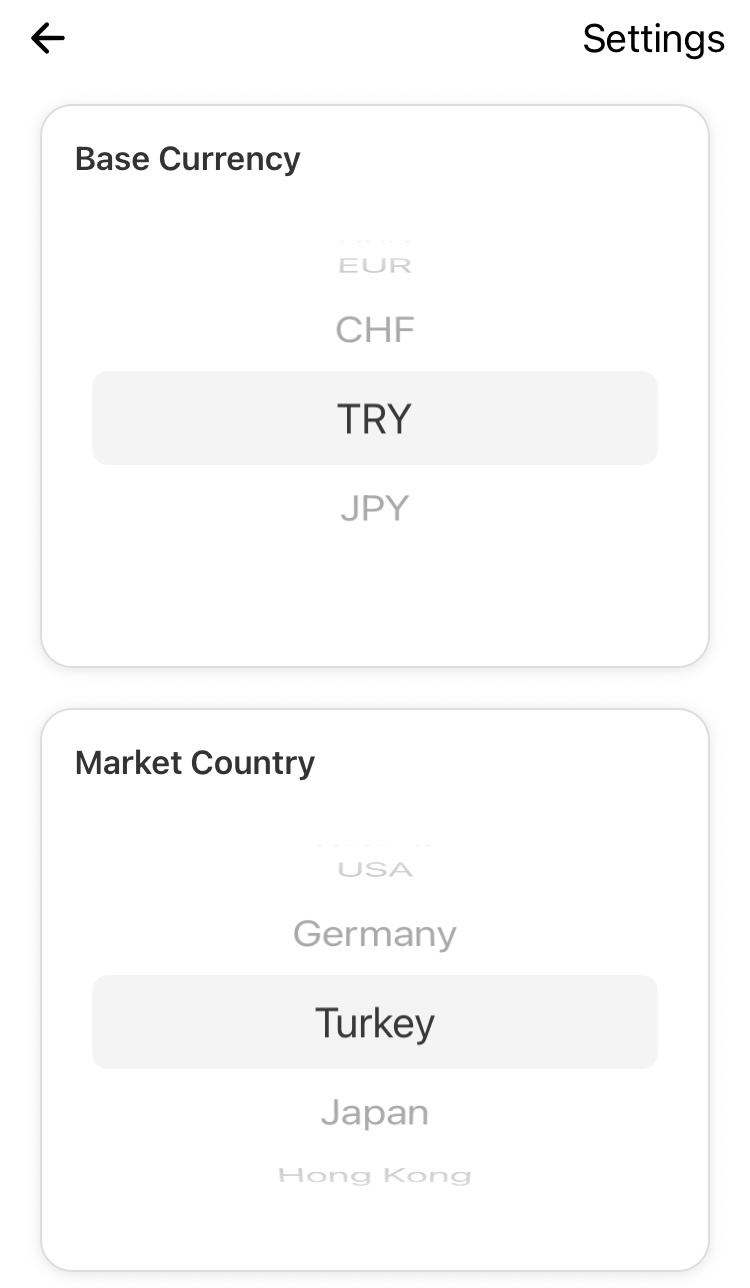 Settings
Base Currency
EUR
CHF
TRY
JPY
Market Country
USA
Germany
Turkey
Japan
Hong Kong